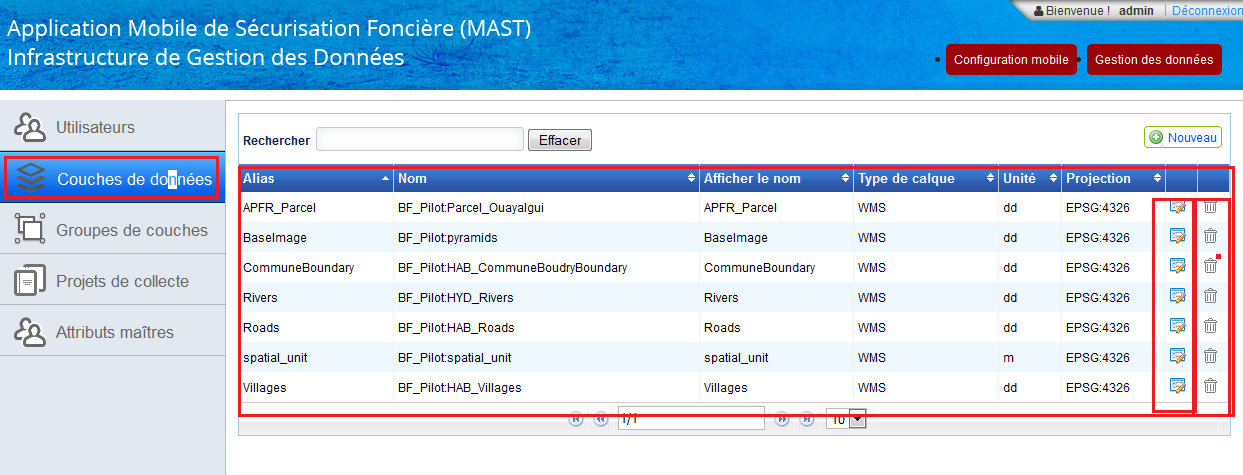 Bienvenue ! admin | Déconnexion
Application Mobile de Sécurisation Foncière (MAST)
Infrastructure de Gestion des Données
Configuration mobile
Gestion des données
Utilisateurs
Couches de données
Groupes de couches
Projets de collecte
Attributs maîtres
Rechercher Effacer Nouveau
Alias Nom Afficher le nom Type de calque Unité Projection
APFR_Parcel BF_Pilot:Parcel_Ouayalgui APFR_Parcel WMS dd EPSG:4326
BaseImage BF_Pilot:pyramids BaseImage WMS dd EPSG:4326
CommuneBoundary BF_Pilot:HAB_CommuneBoudryBoundary CommuneBoundary WMS dd EPSG:4326
Rivers BF_Pilot:HYD_Rivers Rivers WMS dd EPSG:4326
Roads BF_Pilot:HAB_Roads Roads WMS dd EPSG:4326
spatial_unit BF_Pilot:spatial_unit spatial_unit WMS m EPSG:4326
Villages BF_Pilot:HAB_Villages Villages WMS dd EPSG:4326
1/1 10